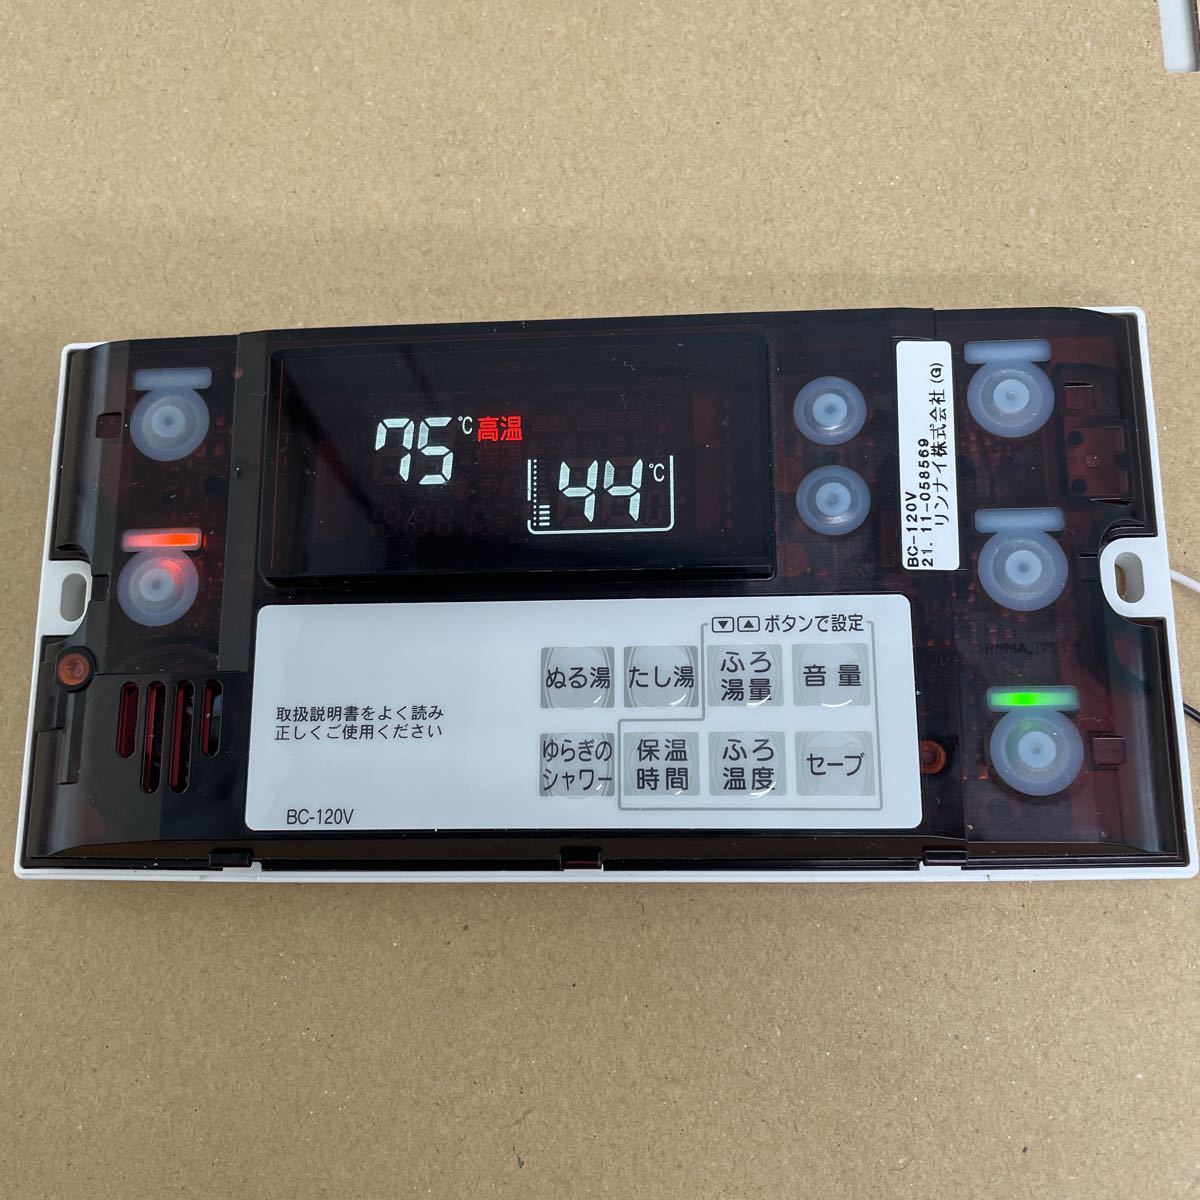 75℃高温
44℃
BC-120V
21.11-058569
リンナイ株式会社(G)
▼▲ボタンで設定
ぬる湯
たし湯
ふろ
湯量
音量
取扱説明書をよく読み
正しくご使用ください
ゆらぎの
シャワー
保温
時間
ふろ
温度
セーブ
BC-120V